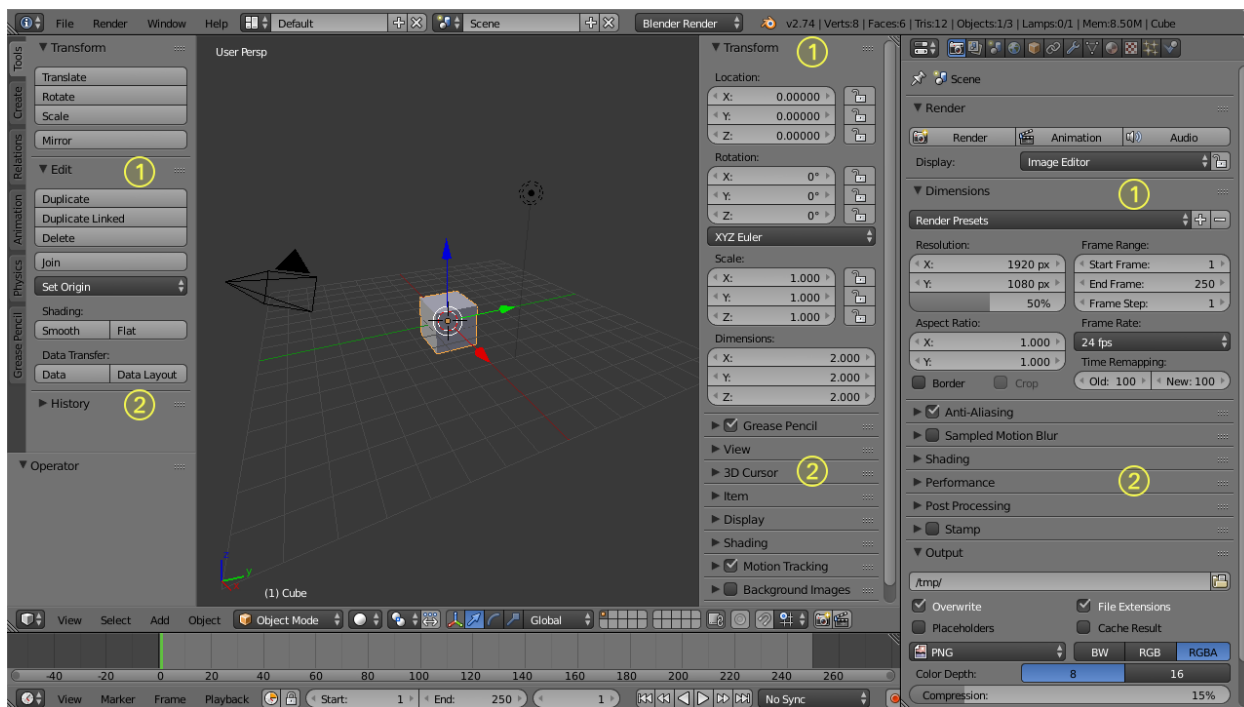 File Render Window Help Default Scene Blender Render v2.74 | Verts:8 | Faces:6 | Tris:12 | Objects:1/3 | Lamps:0/1 | Mem:8.50M | Cube
Tools
Create
Relations
Animation
Physics
Grease Pencil
Transform
Translate
Rotate
Scale
Mirror
Edit 1
Duplicate
Duplicate Linked
Delete
Join
Set Origin
Shading:
Smooth Flat
Data Transfer:
Data Data Layout
History 2
Operator
User Persp
z
y
(1) Cube
Transform 1
Location:
X: 0.00000
Y: 0.00000
Z: 0.00000
Rotation:
X: 0°
Y: 0°
Z: 0°
XYZ Euler
Scale:
X: 1.000
Y: 1.000
Z: 1.000
Dimensions:
X: 2.000
Y: 2.000
Z: 2.000
Grease Pencil
View
3D Cursor 2
Item
Display
Shading
Motion Tracking
Background Images
View Select Add Object Object Mode Global
-40 -20 0 20 40 60 80 100 120 140 160 180 200 220 240 260
View Marker Frame Playback Start: 1 End: 250 1 No Sync
Scene
Render
Render Animation Audio
Display: Image Editor
Dimensions 1
Render Presets
Resolution: Frame Range:
X: 1920 px Start Frame: 1
Y: 1080 px End Frame: 250
50% Frame Step: 1
Aspect Ratio: Frame Rate:
X: 1.000 24 fps
Y: 1.000 Time Remapping:
Border Crop Old: 100 New: 100
Anti-Aliasing
Sampled Motion Blur
Shading
Performance 2
Post Processing
Stamp
Output
/tmp/
Overwrite File Extensions
Placeholders Cache Result
PNG BW RGB RGBA
Color Depth: 8 16
Compression: 15%